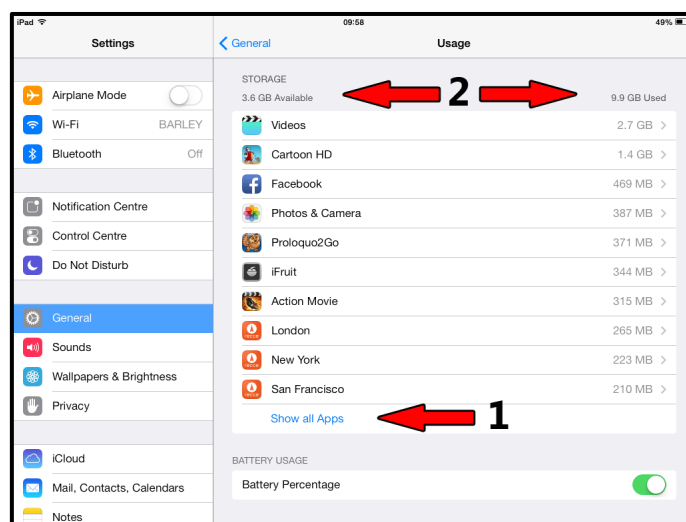 iPad 09:58 49%
Settings
General Usage
Airplane Mode
Wi-Fi BARLEY
Bluetooth Off
Notification Centre
Control Centre
Do Not Disturb
General
Sounds
Wallpapers & Brightness
Privacy
iCloud
Mail, Contacts, Calendars
Notes
STORAGE
3.6 GB Available 2 9.9 GB Used
Videos 2.7 GB
Cartoon HD 1.4 GB
Facebook 469 MB
Photos & Camera 387 MB
Proloquo2Go 371 MB
iFruit 344 MB
Action Movie 315 MB
London 265 MB
New York 223 MB
San Francisco 210 MB
Show all Apps 1
BATTERY USAGE
Battery Percentage